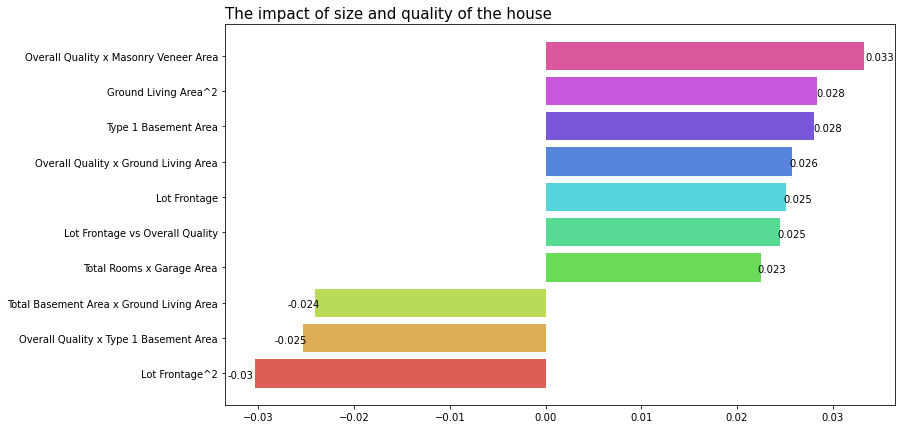 The impact of size and quality of the house
Overall Quality x Masonry Veneer Area
0.033
Ground Living Area^2
0.028
Type 1 Basement Area
0.028
Overall Quality x Ground Living Area
0.026
Lot Frontage
0.025
Lot Frontage vs Overall Quality
0.025
Total Rooms x Garage Area
0.023
Total Basement Area x Ground Living Area
-0.024
Overall Quality x Type 1 Basement Area
-0.025
Lot Frontage^2
-0.03
−0.03 −0.02 −0.01 0.00 0.01 0.02 0.03